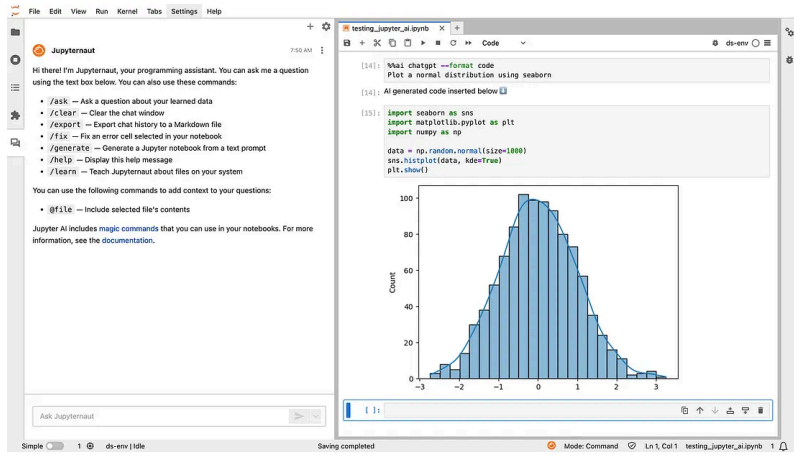 File Edit View Run Kernel Tabs Settings Help
Jupyternaut 7:50 AM
Hi there! I'm Jupyternaut, your programming assistant. You can ask me a question
using the text box below. You can also use these commands:
• /ask — Ask a question about your learned data
• /clear — Clear the chat window
• /export — Export chat history to a Markdown file
• /fix — Fix an error cell selected in your notebook
• /generate — Generate a Jupyter notebook from a text prompt
• /help — Display this help message
• /learn — Teach Jupyternaut about files on your system
You can use the following commands to add context to your questions:
• @file — Include selected file's contents
Jupyter AI includes magic commands that you can use in your notebooks. For more
information, see the documentation.
Ask Jupyternaut
testing_jupyter_ai.ipynb
Code
ds-env
[14]: %%ai chatgpt --format code
Plot a normal distribution using seaborn
[14]: AI generated code inserted below
[15]: import seaborn as sns
import matplotlib.pyplot as plt
import numpy as np
data = np.random.normal(size=1000)
sns.histplot(data, kde=True)
plt.show()
Count
100
80
60
40
20
0
−3 −2 −1 0 1 2 3
[ ]:
Simple 1 ds-env | Idle Saving completed Mode: Command Ln 1, Col 1 testing_jupyter_ai.ipynb 1